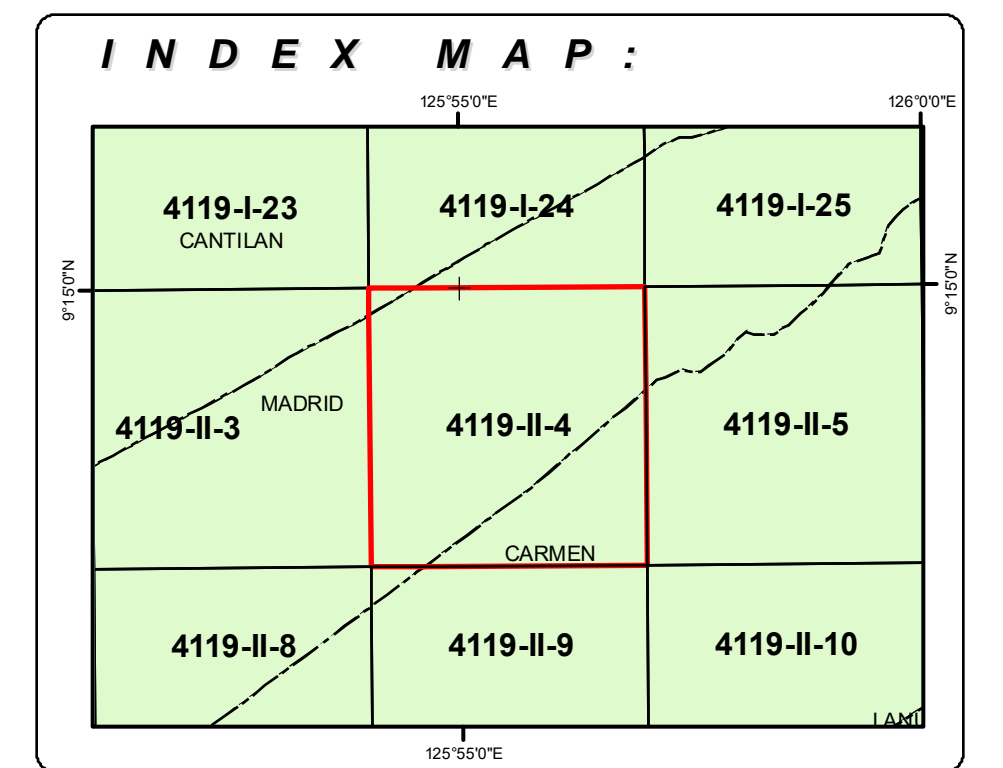 INDEX MAP:
125°55'0"E 126°0'0"E
4119-I-23 4119-I-24 4119-I-25
CANTILAN
9°15'0"N 9°15'0"N
MADRID
4119-II-3 4119-II-4 4119-II-5
CARMEN
4119-II-8 4119-II-9 4119-II-10
125°55'0"E